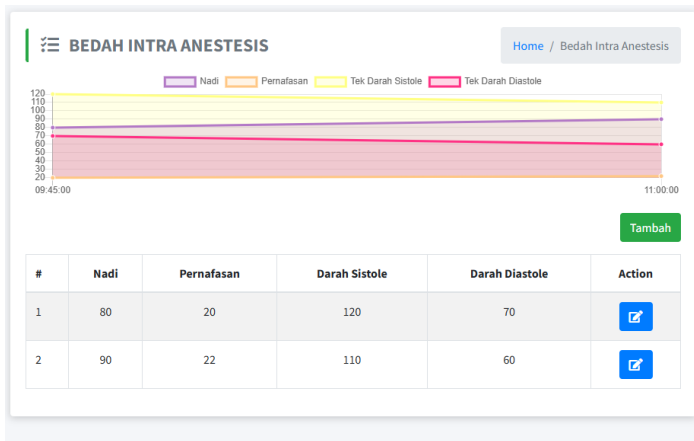 BEDAH INTRA ANESTESIS
Home / Bedah Intra Anestesis
Nadi Pernafasan Tek Darah Sistole Tek Darah Diastole
120
110
100
90
80
70
60
50
40
30
20
09:45:00 11:00:00
Tambah
# Nadi Pernafasan Darah Sistole Darah Diastole Action
1 80 20 120 70
2 90 22 110 60